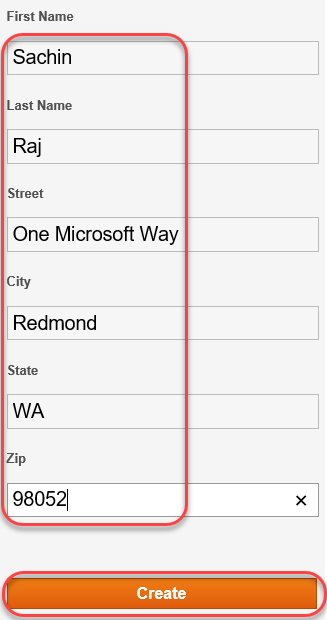 First Name
Sachin
Last Name
Raj
Street
One Microsoft Way
City
Redmond
State
WA
Zip
98052
Create